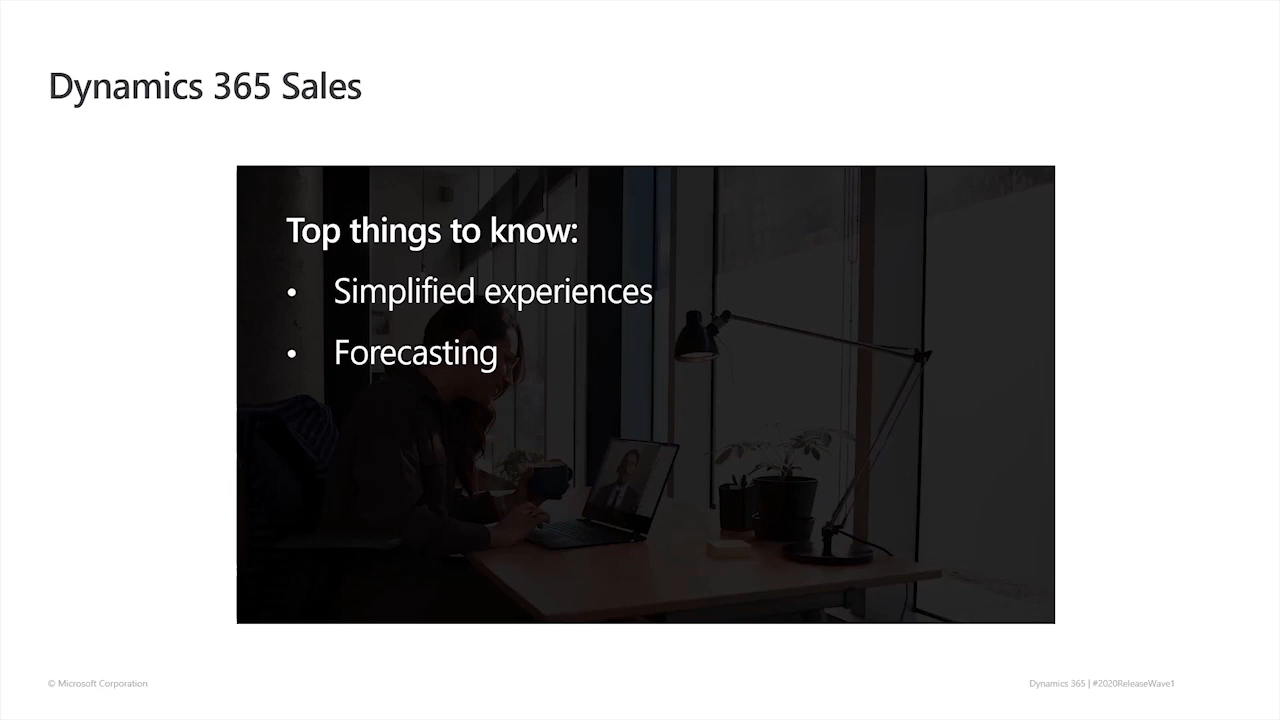 Dynamics 365 Sales
Top things to know:
• Simplified experiences
• Forecasting
© Microsoft Corporation
Dynamics 365 | #2020ReleaseWave1